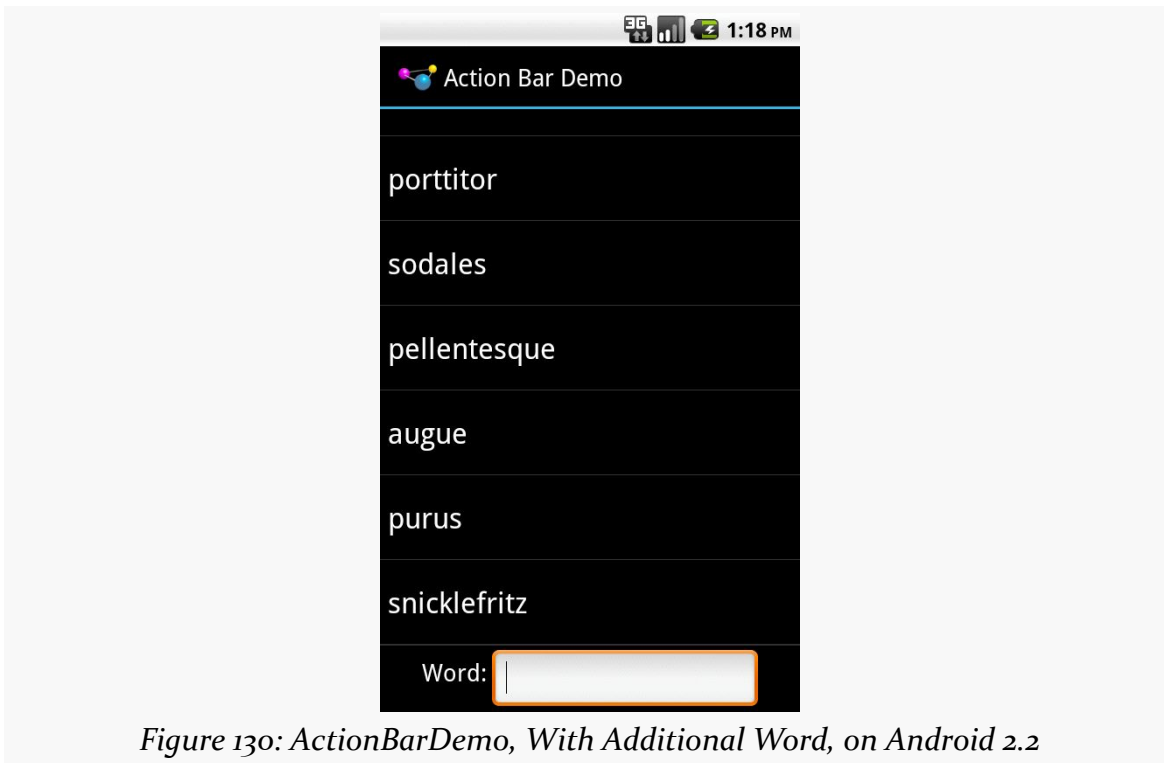 3G 1:18 PM
Action Bar Demo
porttitor
sodales
pellentesque
augue
purus
snicklefritz
Word:
Figure 130: ActionBarDemo, With Additional Word, on Android 2.2